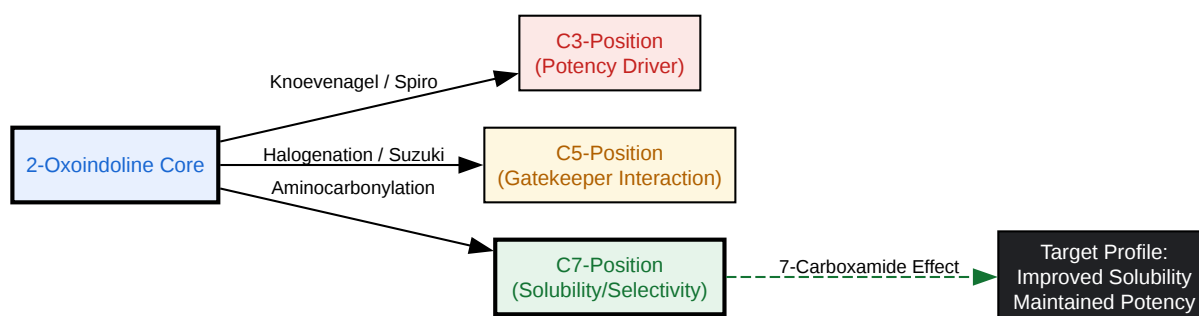 C3-Position
(Potency Driver)
Knoevenagel / Spiro
2-Oxoindoline Core
Halogenation / Suzuki
C5-Position
(Gatekeeper Interaction)
Aminocarbonylation
C7-Position
(Solubility/Selectivity)
7-Carboxamide Effect
Target Profile:
Improved Solubility
Maintained Potency